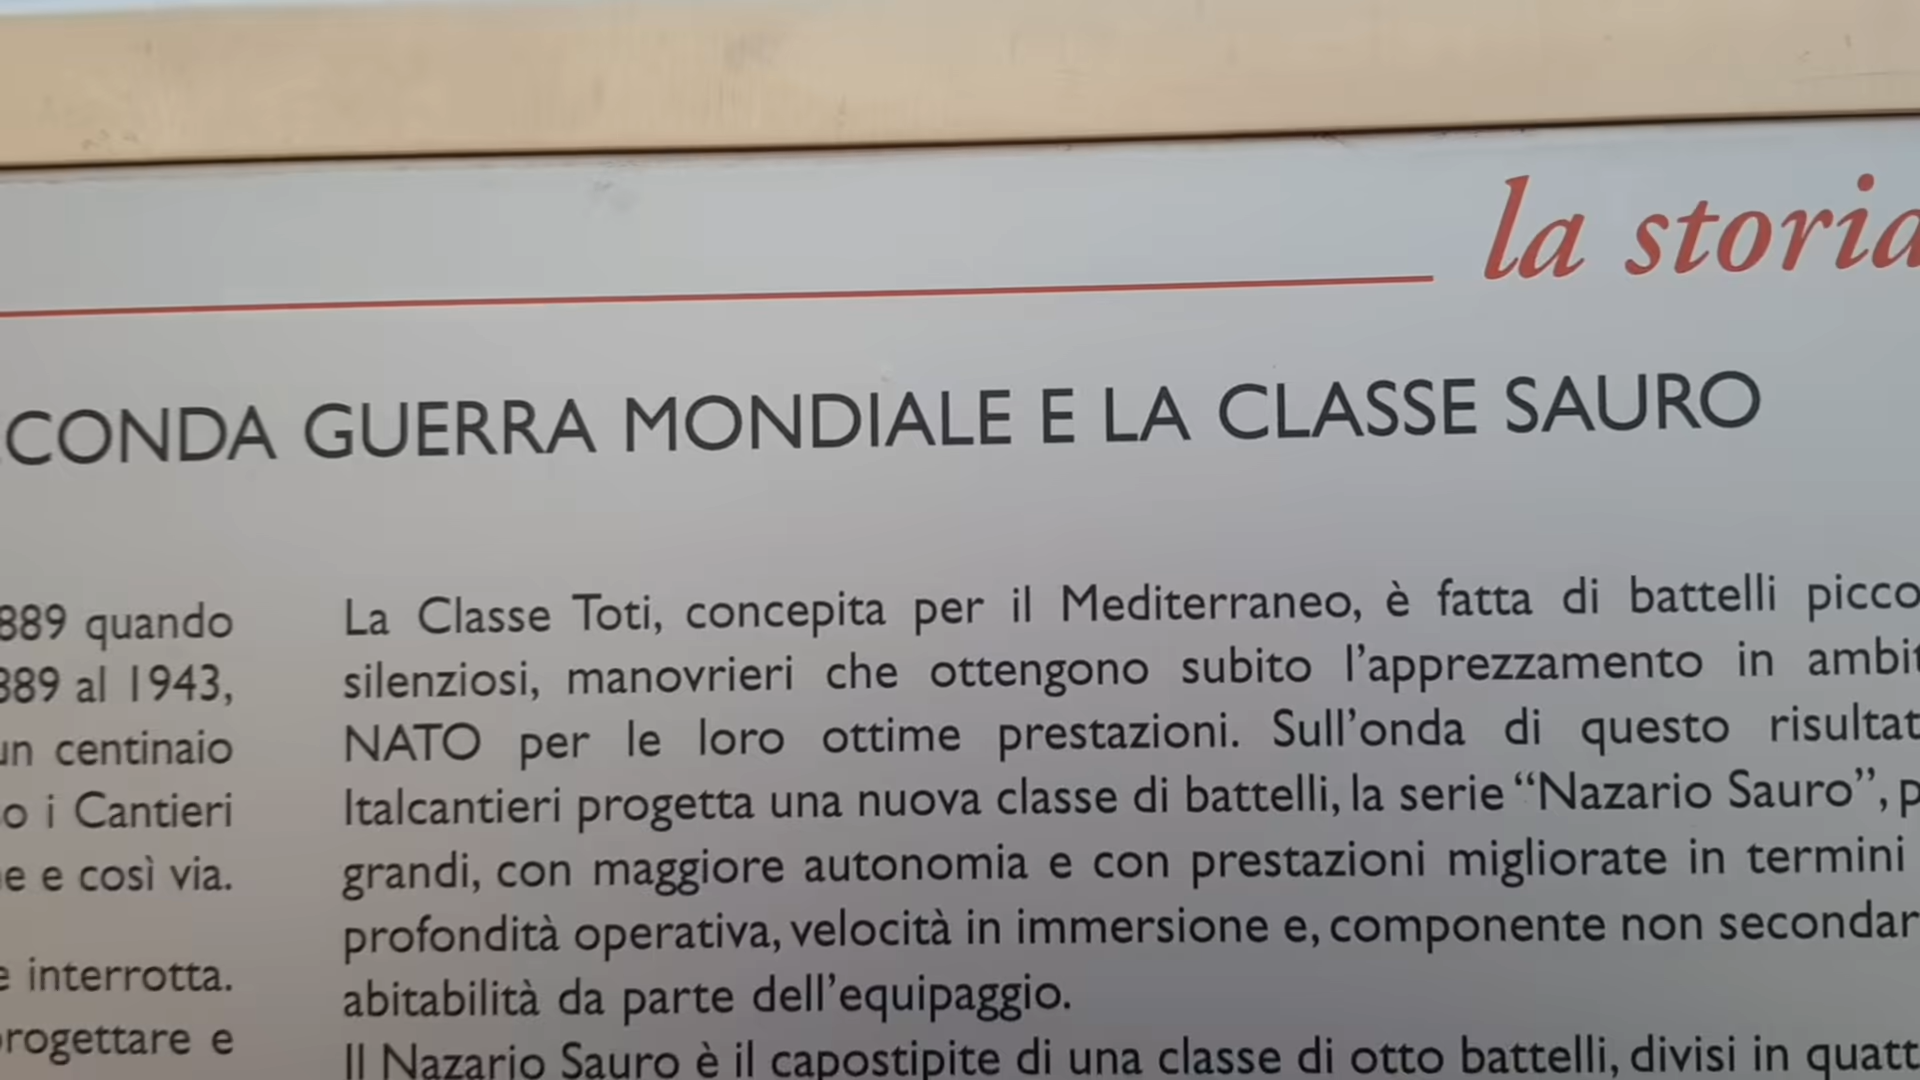 la storia
CONDA GUERRA MONDIALE E LA CLASSE SAURO
889 quando
889 al 1943,
un centinaio
o i Cantieri
e e così via.
e interrotta.
rogettare e
La Classe Toti, concepita per il Mediterraneo, è fatta di battelli picco
silenziosi, manovrieri che ottengono subito l'apprezzamento in ambit
NATO per le loro ottime prestazioni. Sull'onda di questo risultat
Italcantieri progetta una nuova classe di battelli, la serie “Nazario Sauro”, p
grandi, con maggiore autonomia e con prestazioni migliorate in termini
profondità operativa, velocità in immersione e, componente non secondar
abitabilità da parte dell'equipaggio.
Il Nazario Sauro è il capostipite di una classe di otto battelli, divisi in quatt